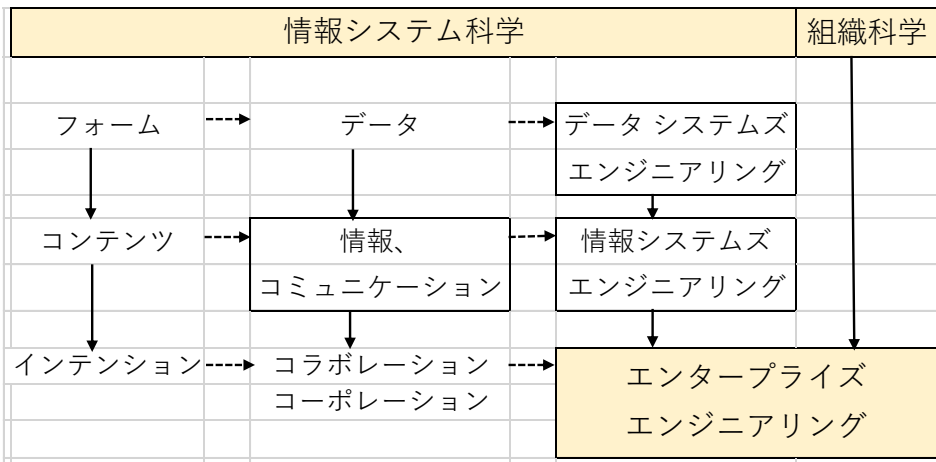 情報システム科学
組織科学
フォーム
データ
データ システムズ
エンジニアリング
コンテンツ
情報、
コミュニケーション
情報システムズ
エンジニアリング
インテンション
コラボレーション
コーポレーション
エンタープライズ
エンジニアリング